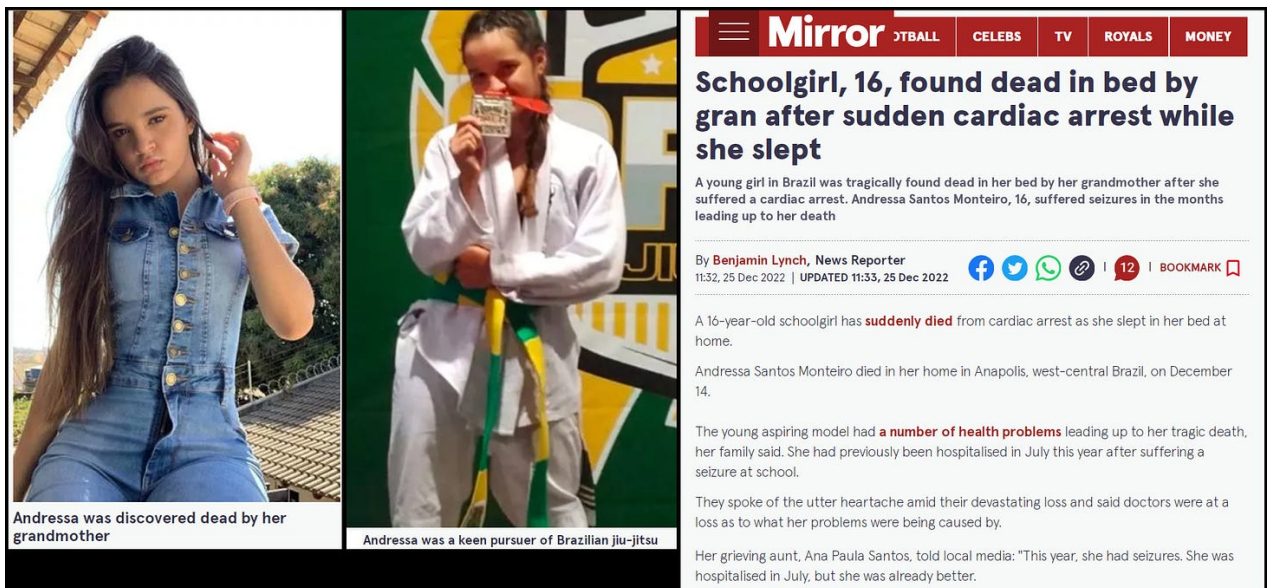 Andressa was discovered dead by her
grandmother
Andressa was a keen pursuer of Brazilian jiu-jitsu
Mirror
OTBALL
CELEBS
TV
ROYALS
MONEY
Schoolgirl, 16, found dead in bed by
gran after sudden cardiac arrest while
she slept
A young girl in Brazil was tragically found dead in her bed by her grandmother after she
suffered a cardiac arrest. Andressa Santos Monteiro, 16, suffered seizures in the months
leading up to her death
By Benjamin Lynch, News Reporter
11:32, 25 Dec 2022 | UPDATED 11:33, 25 Dec 2022
12
BOOKMARK
A 16-year-old schoolgirl has suddenly died from cardiac arrest as she slept in her bed at
home.
Andressa Santos Monteiro died in her home in Anapolis, west-central Brazil, on December
14.
The young aspiring model had a number of health problems leading up to her tragic death,
her family said. She had previously been hospitalised in July this year after suffering a
seizure at school.
They spoke of the utter heartache amid their devastating loss and said doctors were at a
loss as to what her problems were being caused by.
Her grieving aunt, Ana Paula Santos, told local media: "This year, she had seizures. She was
hospitalised in July, but she was already better.